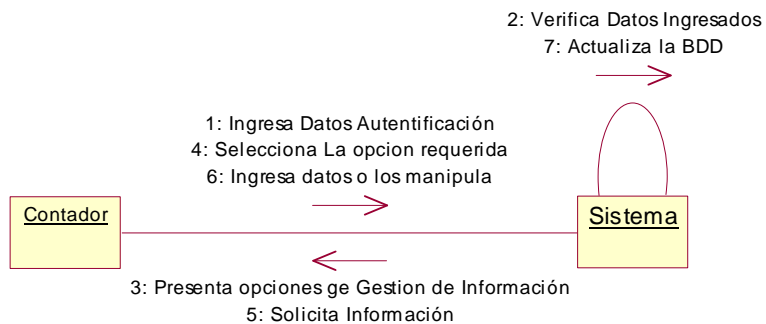 2: Verifica Datos Ingresados
7: Actualiza la BDD
1: Ingresa Datos Autentificación
4: Selecciona La opcion requerida
6: Ingresa datos o los manipula
Contador
Sistema
3: Presenta opciones ge Gestion de Información
5: Solicita Información